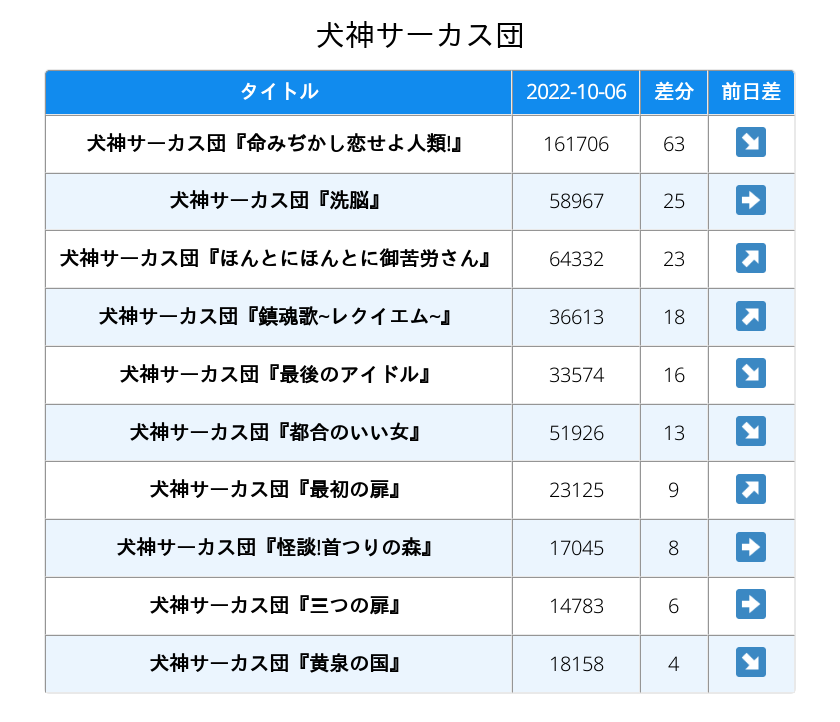 犬神サーカス団
タイトル 2022-10-06 差分 前日差
犬神サーカス団『命みぢかし恋せよ人類!』 161706 63 ↘
犬神サーカス団『洗脳』 58967 25 ➡
犬神サーカス団『ほんとにほんとに御苦労さん』 64332 23 ↗
犬神サーカス団『鎮魂歌~レクイエム~』 36613 18 ↗
犬神サーカス団『最後のアイドル』 33574 16 ↘
犬神サーカス団『都合のいい女』 51926 13 ↘
犬神サーカス団『最初の扉』 23125 9 ↗
犬神サーカス団『怪談!首つりの森』 17045 8 ➡
犬神サーカス団『三つの扉』 14783 6 ➡
犬神サーカス団『黄泉の国』 18158 4 ↘